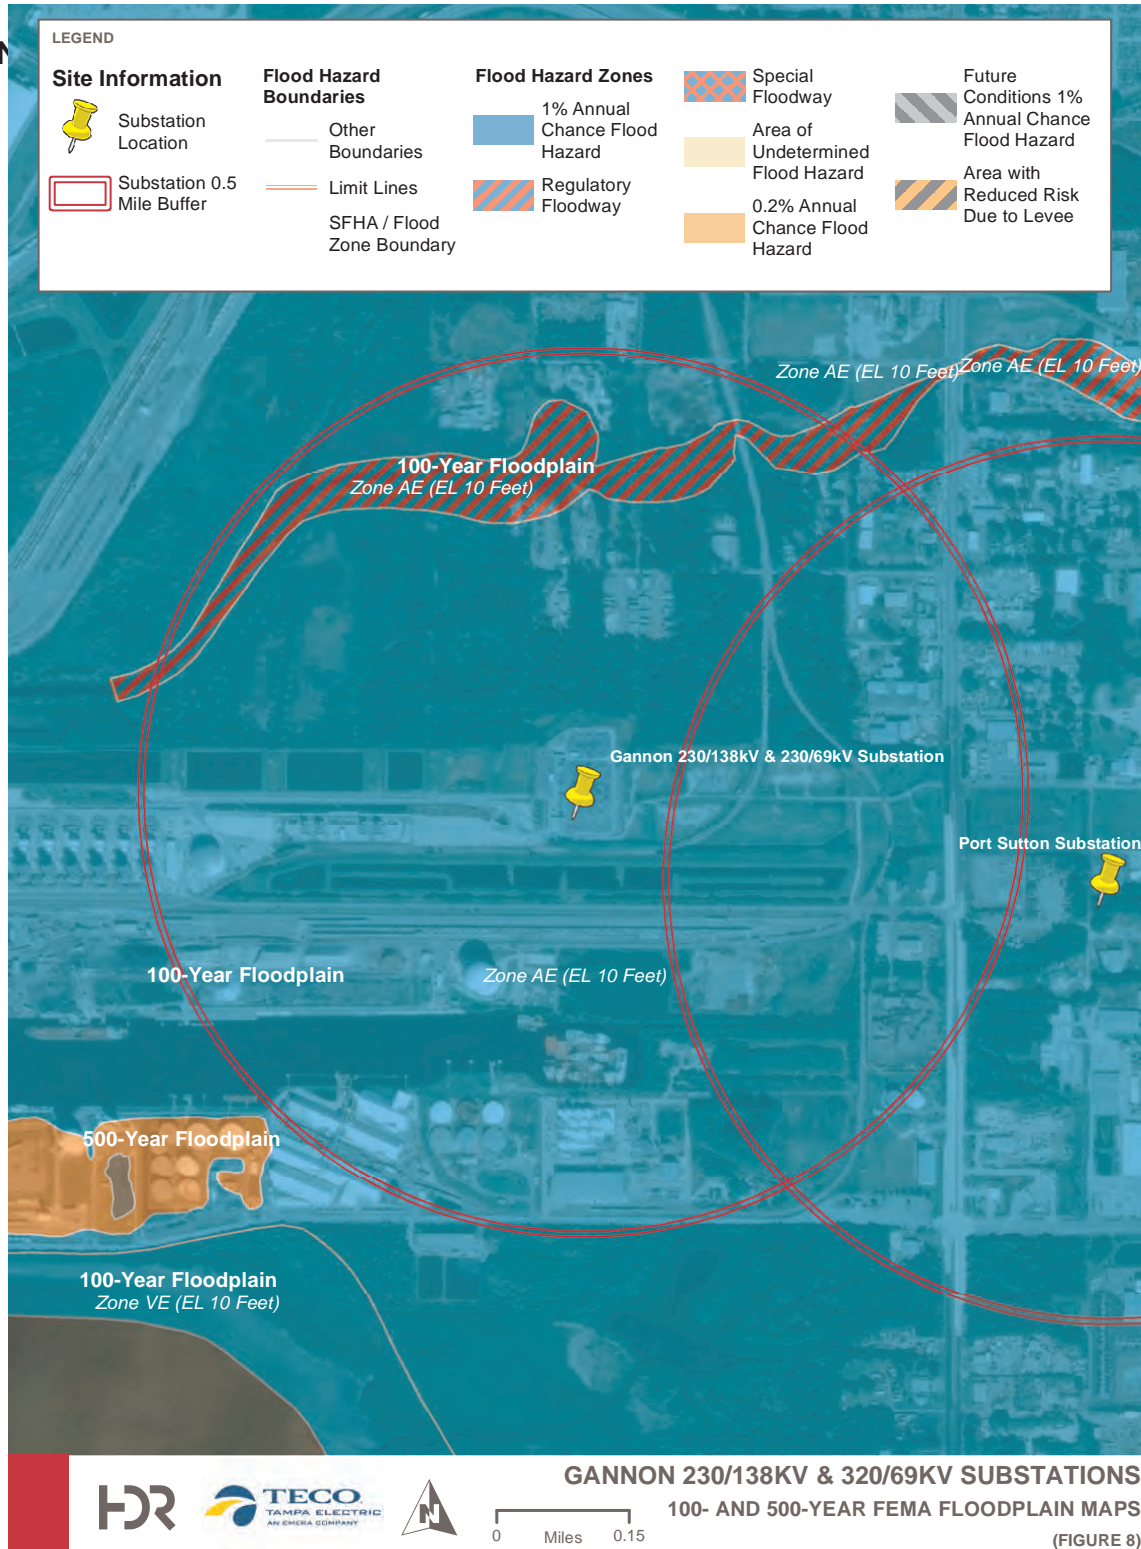 N
LEGEND
Site Information
Substation
Location
Substation 0.5
Mile Buffer
Flood Hazard
Boundaries
Other
Boundaries
Limit Lines
SFHA / Flood
Zone Boundary
Flood Hazard Zones
1% Annual
Chance Flood
Hazard
Regulatory
Floodway
Special
Floodway
Area of
Undetermined
Flood Hazard
0.2% Annual
Chance Flood
Hazard
Future
Conditions 1%
Annual Chance
Flood Hazard
Area with
Reduced Risk
Due to Levee
Zone AE (EL 10 Feet)
Zone AE (EL 10 Feet)
100-Year Floodplain
Zone AE (EL 10 Feet)
Gannon 230/138kV & 230/69kV Substation
Port Sutton Substation
100-Year Floodplain
Zone AE (EL 10 Feet)
500-Year Floodplain
100-Year Floodplain
Zone VE (EL 10 Feet)
HDR
TECO
TAMPA ELECTRIC
AN EMERA COMPANY
N
0 Miles 0.15
GANNON 230/138KV & 320/69KV SUBSTATIONS
100- AND 500-YEAR FEMA FLOODPLAIN MAPS
(FIGURE 8)